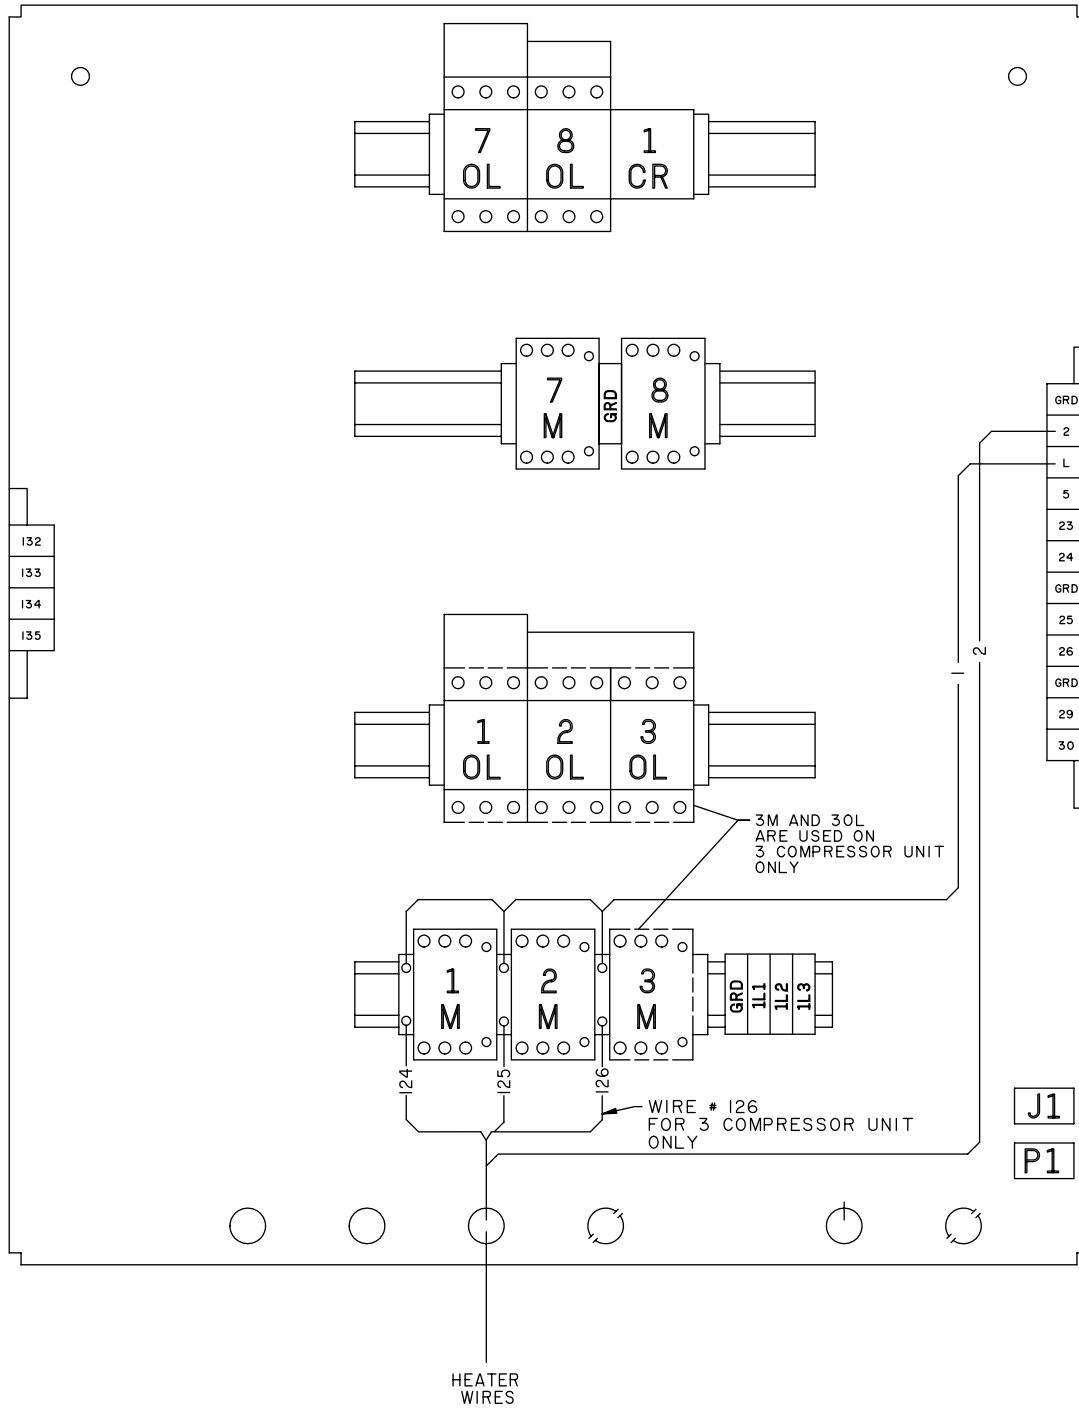 7 8 1
OL OL CR
7 GRD 8
M M
GRD
2
L
5
23
24
GRD
25
26
GRD
29
30
132
133
134
135
1
2
1 2 3
OL OL OL
3M AND 3OL
ARE USED ON
3 COMPRESSOR UNIT
ONLY
1 2 3
M M M
GRD 1L1 1L2 1L3
124 125 126
WIRE # 126
FOR 3 COMPRESSOR UNIT
ONLY
J1
P1
HEATER
WIRES